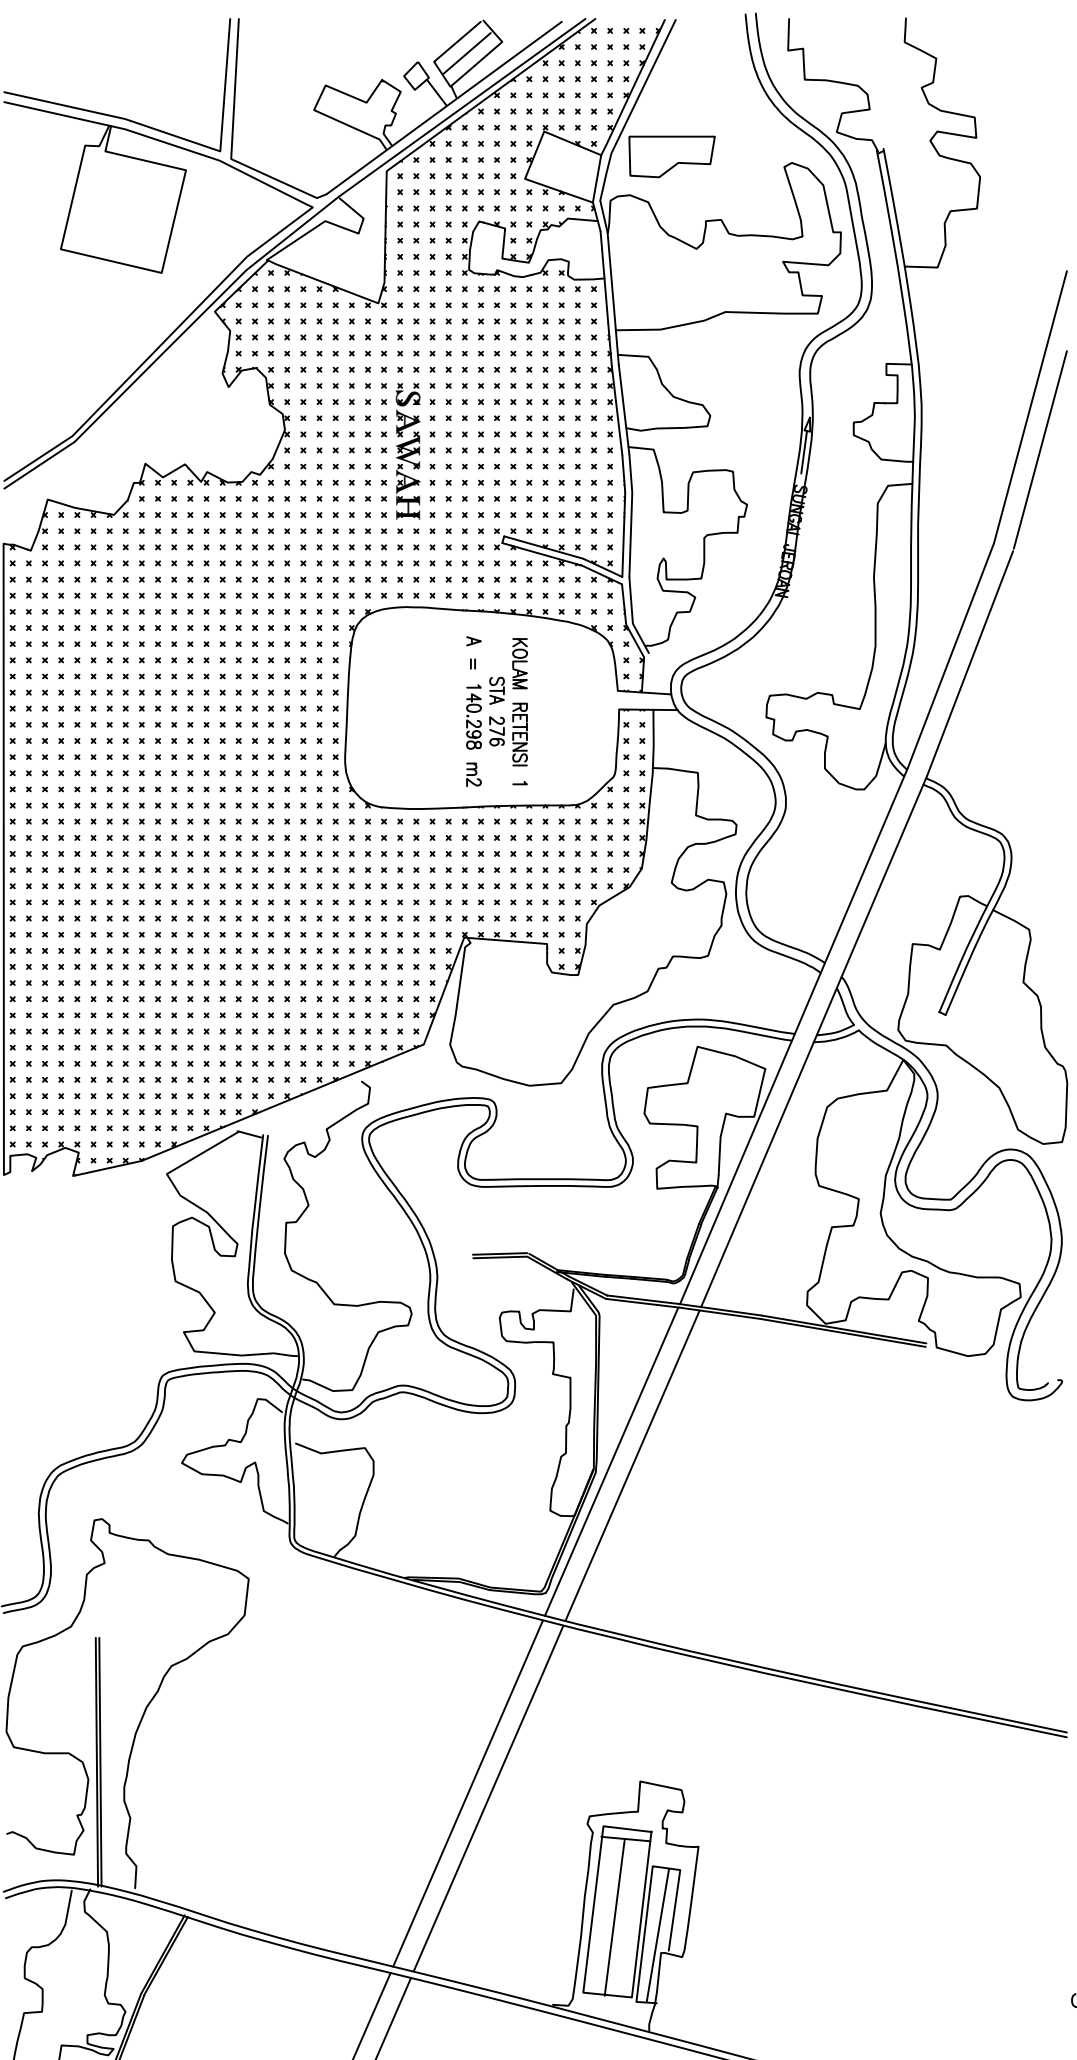 SAWAH
SUNGAI JEROAN
KOLAM RETENSI 1
STA 276
A = 140.298 m2